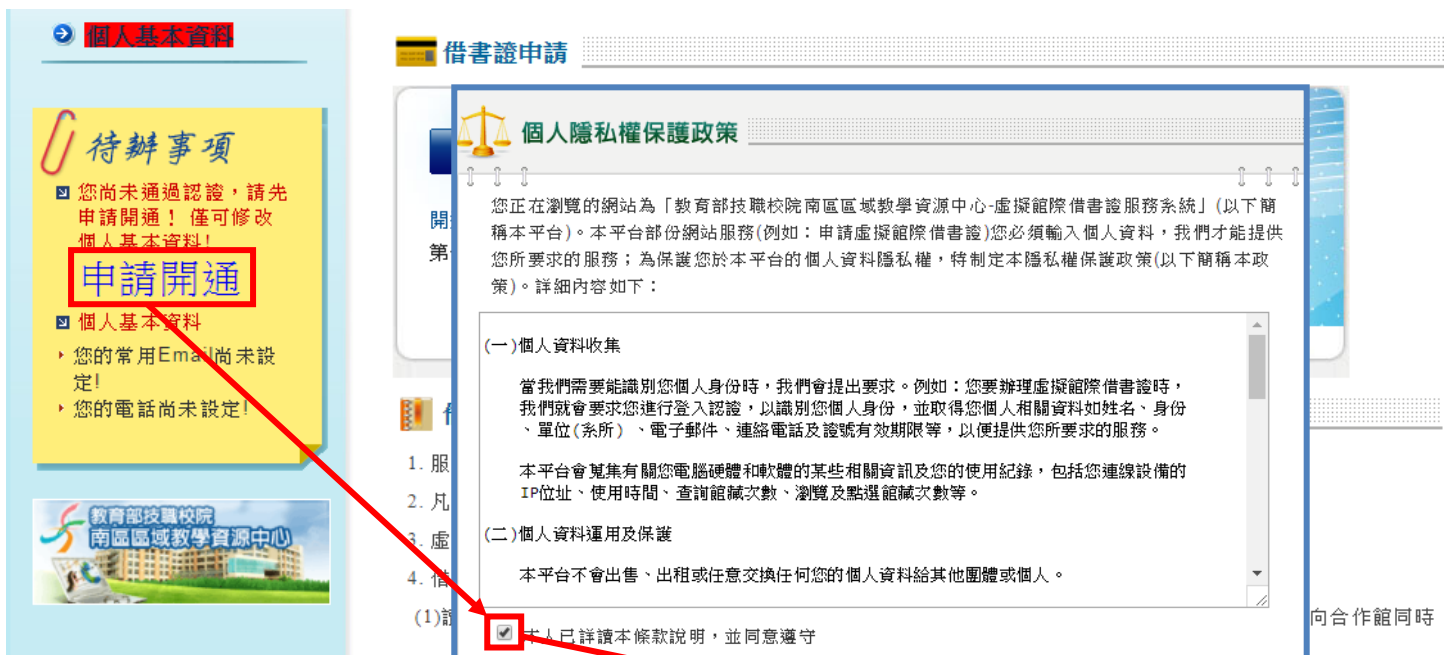 個人基本資料
待辦事項
您尚未通過認證，請先
申請開通！ 僅可修改
個人基本資料!
申請開通
個人基本資料
您的常用Email尚未設
定!
您的電話尚未設定!
教育部技職校院
南區區域教學資源中心
借書證申請
開
第
1. 服
2. 凡
3. 虛
4. 借
(1)證
向合作館同時
個人隱私權保護政策
您正在瀏覽的網站為「教育部技職校院南區區域教學資源中心-虛擬館際借書證服務系統」(以下簡
稱本平台)。本平台部份網站服務(例如：申請虛擬館際借書證)您必須輸入個人資料，我們才能提供
您所要求的服務；為保護您於本平台的個人資料隱私權，特制定本隱私權保護政策(以下簡稱本政
策)。詳細內容如下：
(一)個人資料收集
當我們需要能識別您個人身份時，我們會提出要求。例如：您要辦理虛擬館際借書證時，
我們就會要求您進行登入認證，以識別您個人身份，並取得您個人相關資料如姓名、身份
、單位(系所) 、電子郵件、連絡電話及證號有效期限等，以便提供您所要求的服務。
本平台會蒐集有關您電腦硬體和軟體的某些相關資訊及您的使用紀錄，包括您連線設備的
IP位址、使用時間、查詢館藏次數、瀏覽及點選館藏次數等。
(二)個人資料運用及保護
本平台不會出售、出租或任意交換任何您的個人資料給其他團體或個人。
本人已詳讀本條款說明，並同意遵守